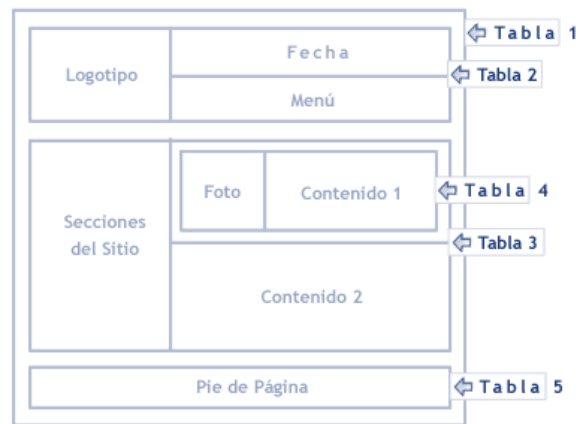 Tabla 1
Fecha
Logotipo
Tabla 2
Menú
Foto
Contenido 1
Tabla 4
Secciones
del Sitio
Tabla 3
Contenido 2
Pie de Página
Tabla 5